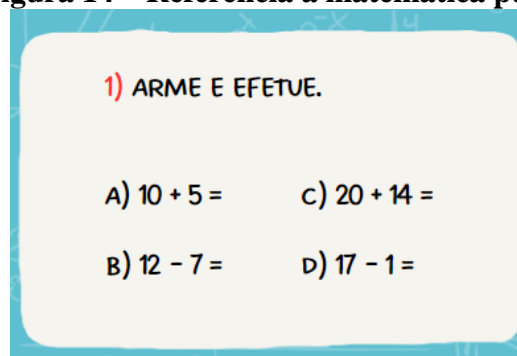 1) ARME E EFETUE.
A) 10 + 5 =
C) 20 + 14 =
B) 12 - 7 =
D) 17 - 1 =